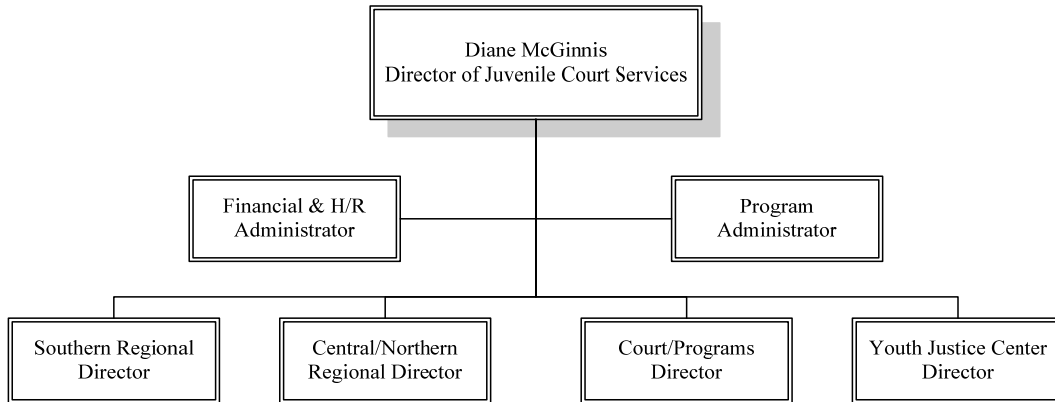 Diane McGinnis
Director of Juvenile Court Services
Financial & H/R
Administrator
Program
Administrator
Southern Regional
Director
Central/Northern
Regional Director
Court/Programs
Director
Youth Justice Center
Director